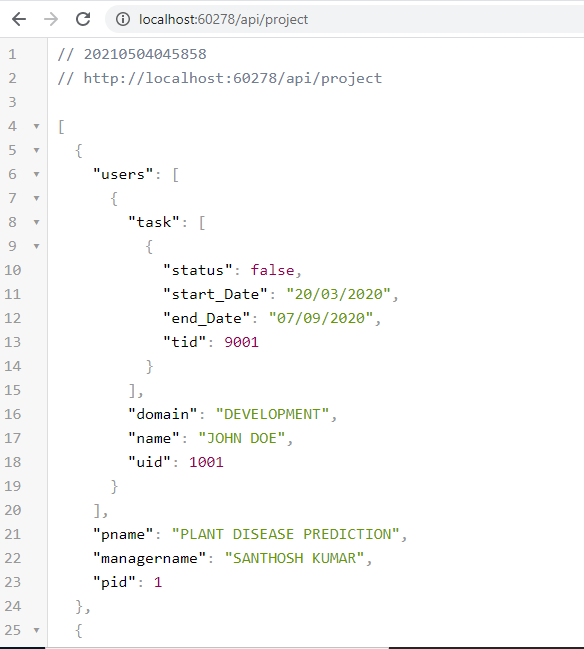 localhost:60278/api/project
1 // 20210504045858
2 // http://localhost:60278/api/project
3
4 [
5 {
6 "users": [
7 {
8 "task": [
9 {
10 "status": false,
11 "start_Date": "20/03/2020",
12 "end_Date": "07/09/2020",
13 "tid": 9001
14 }
15 ],
16 "domain": "DEVELOPMENT",
17 "name": "JOHN DOE",
18 "uid": 1001
19 }
20 ],
21 "pname": "PLANT DISEASE PREDICTION",
22 "managername": "SANTHOSH KUMAR",
23 "pid": 1
24 },
25 {